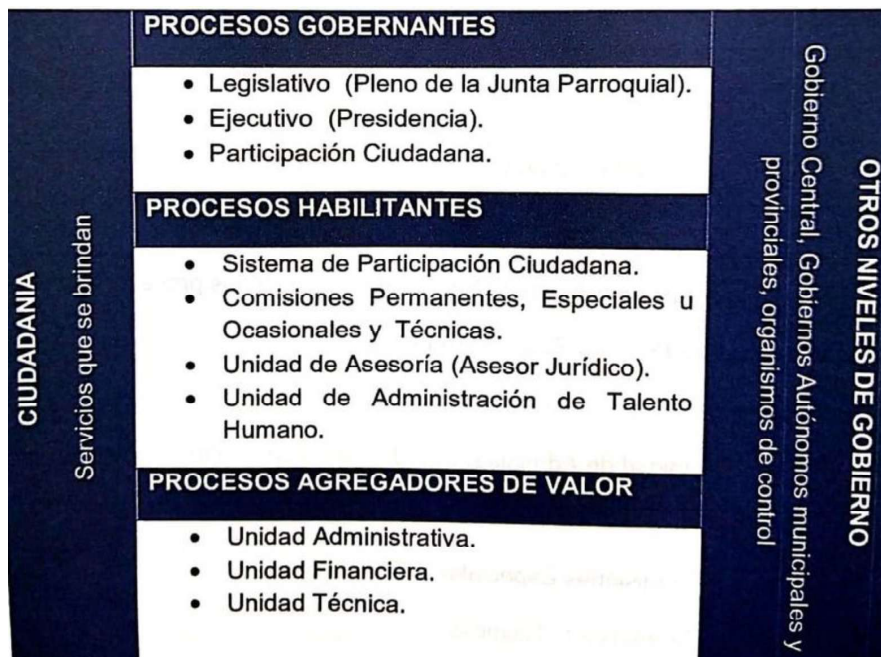 CIUDADANIA
Servicios que se brindan
PROCESOS GOBERNANTES
• Legislativo (Pleno de la Junta Parroquial).
• Ejecutivo (Presidencia).
• Participación Ciudadana.
PROCESOS HABILITANTES
• Sistema de Participación Ciudadana.
• Comisiones Permanentes, Especiales u
Ocasionales y Técnicas.
• Unidad de Asesoría (Asesor Jurídico).
• Unidad de Administración de Talento
Humano.
PROCESOS AGREGADORES DE VALOR
• Unidad Administrativa.
• Unidad Financiera.
• Unidad Técnica.
Gobierno Central, Gobiernos Autónomos municipales y
provinciales, organismos de control
OTROS NIVELES DE GOBIERNO